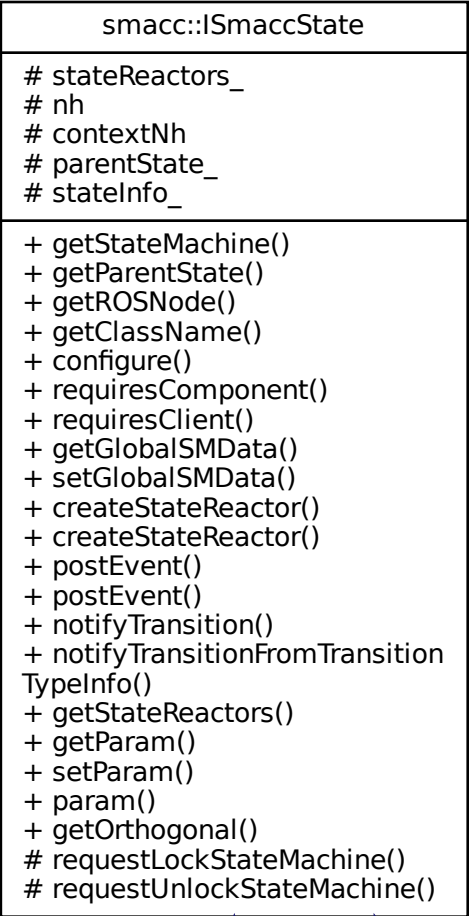 smacc::ISmaccState
# stateReactors_
# nh
# contextNh
# parentState_
# stateInfo_
+ getStateMachine()
+ getParentState()
+ getROSNode()
+ getClassName()
+ configure()
+ requiresComponent()
+ requiresClient()
+ getGlobalSMData()
+ setGlobalSMData()
+ createStateReactor()
+ createStateReactor()
+ postEvent()
+ postEvent()
+ notifyTransition()
+ notifyTransitionFromTransition
TypeInfo()
+ getStateReactors()
+ getParam()
+ setParam()
+ param()
+ getOrthogonal()
# requestLockStateMachine()
# requestUnlockStateMachine()